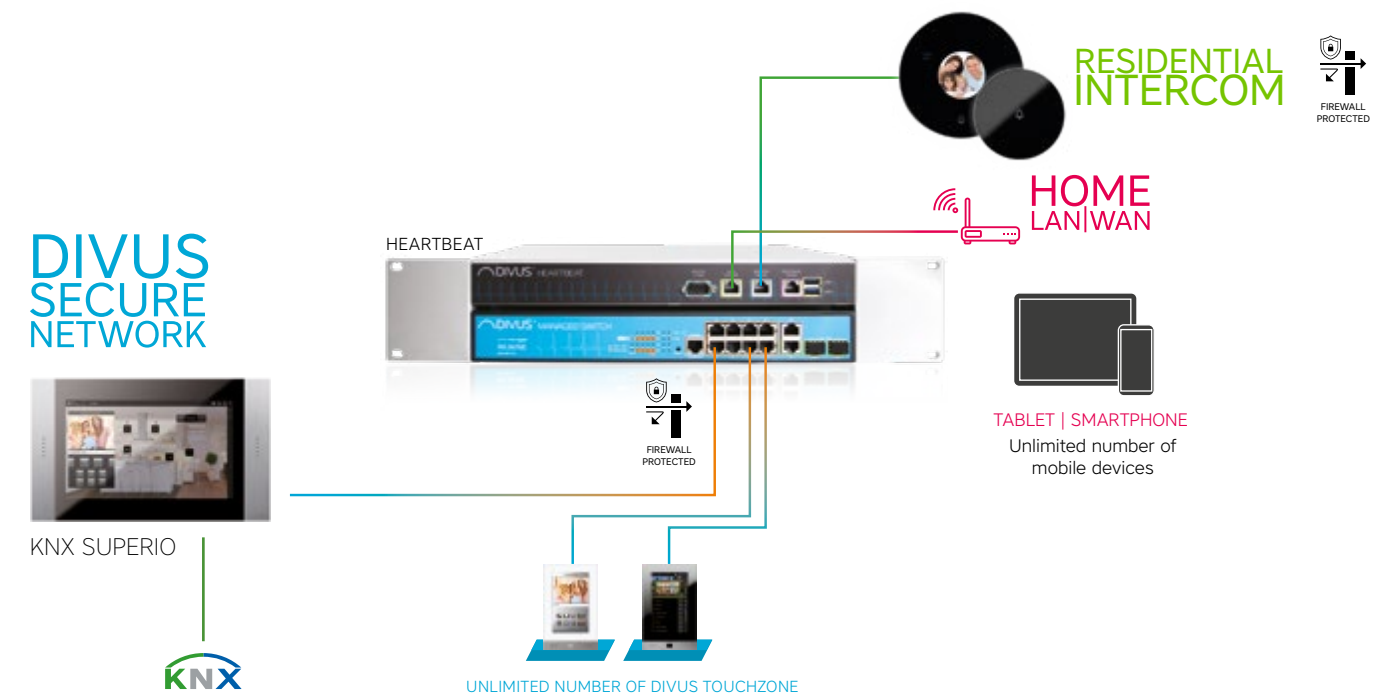 RESIDENTIAL
INTERCOM
FIREWALL
PROTECTED
HOME
LAN|WAN
DIVUS
SECURE
NETWORK
HEARTBEAT
DIVUS HEARTBEAT
DIVUS MANAGED SWITCH
FIREWALL
PROTECTED
TABLET | SMARTPHONE
Unlimited number of
mobile devices
KNX SUPERIO
KNX
UNLIMITED NUMBER OF DIVUS TOUCHZONE